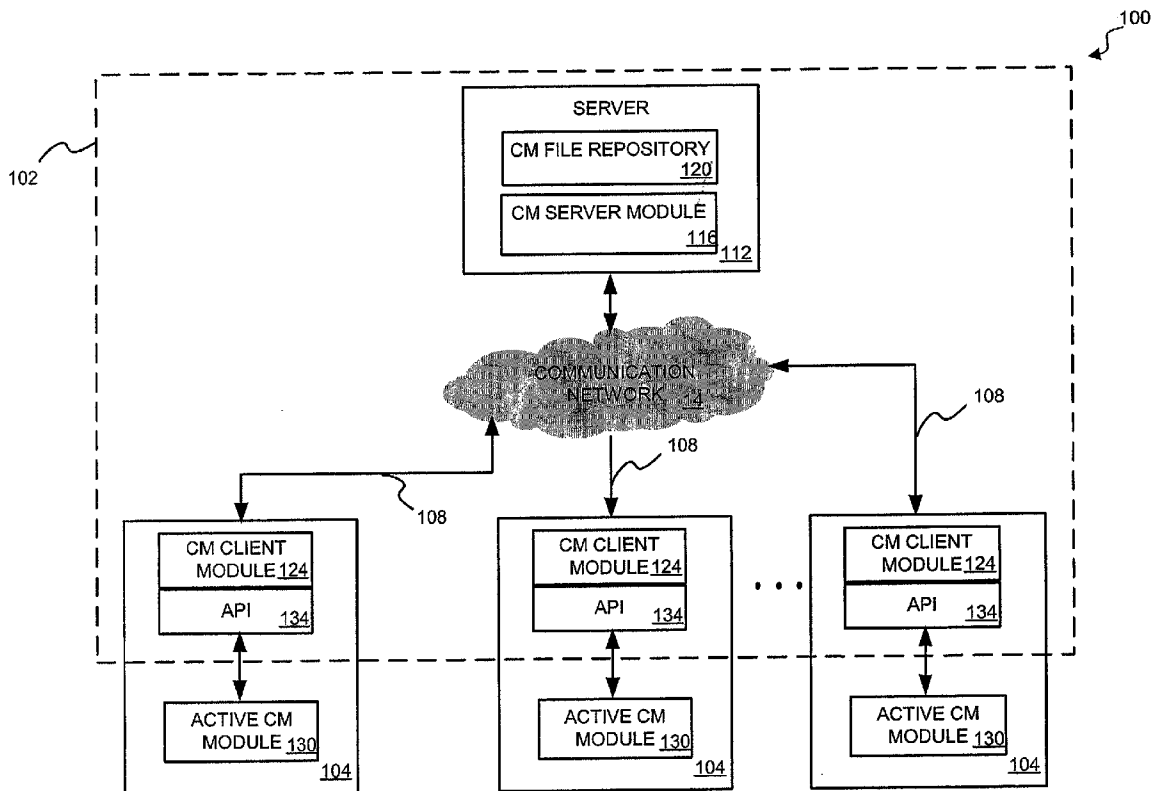 100
102
SERVER
CM FILE REPOSITORY
120
CM SERVER MODULE
116
112
COMMUNICATION
NETWORK 14
108
108
108
CM CLIENT
MODULE 124
API
134
ACTIVE CM
MODULE 130
104
CM CLIENT
MODULE 124
API
134
ACTIVE CM
MODULE 130
104
CM CLIENT
MODULE 124
API
134
ACTIVE CM
MODULE 130
104